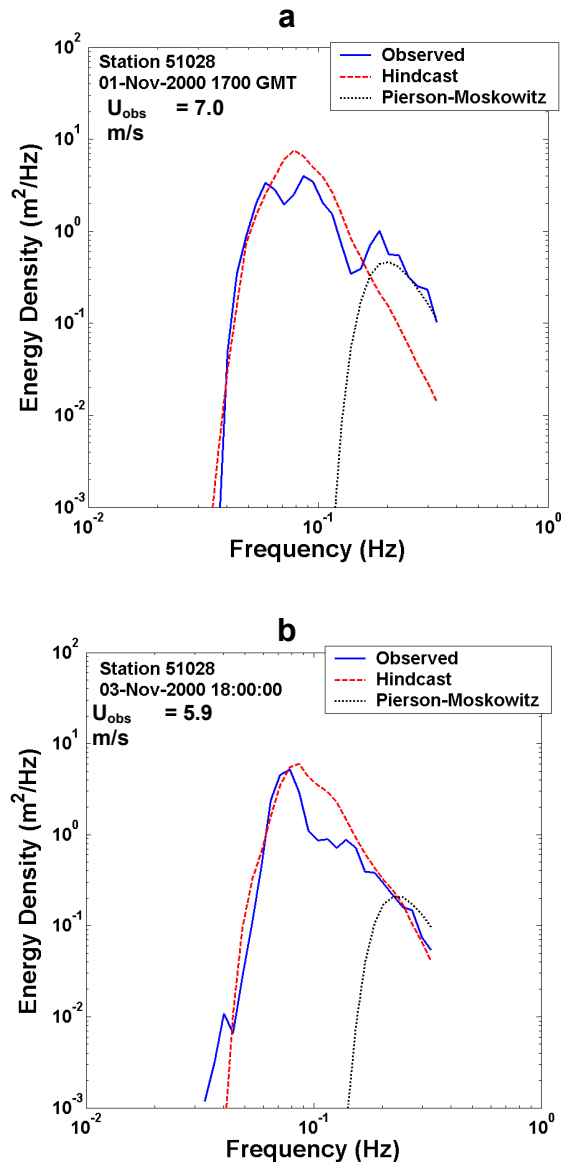 a
Station 51028
01-Nov-2000 1700 GMT
U_obs = 7.0
m/s
Observed
Hindcast
Pierson-Moskowitz
Energy Density (m^2/Hz)
10^2
10^1
10^0
10^-1
10^-2
10^-3
10^-2 10^-1 10^0
Frequency (Hz)
b
Station 51028
03-Nov-2000 18:00:00
U_obs = 5.9
m/s
Observed
Hindcast
Pierson-Moskowitz
Energy Density (m^2/Hz)
10^2
10^1
10^0
10^-1
10^-2
10^-3
10^-2 10^-1 10^0
Frequency (Hz)